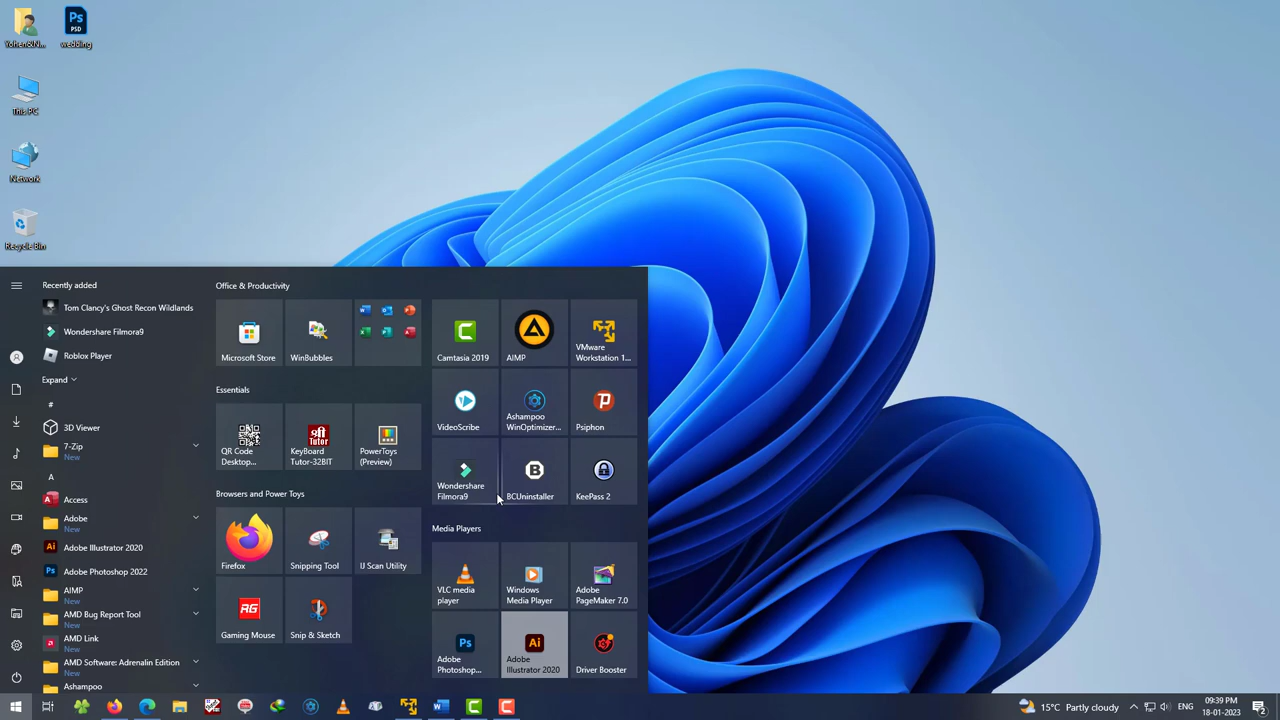 Ps
PSD
wedding
This PC
Network
Recycle Bin
Recently added
Tom Clancy's Ghost Recon Wildlands
Wondershare Filmora9
Roblox Player
Expand
#
3D Viewer
7-Zip
New
A
Access
Adobe
New
Adobe Illustrator 2020
Adobe Photoshop 2022
AIMP
New
AMD Bug Report Tool
New
AMD Link
New
AMD Software: Adrenalin Edition
New
Ashampoo
Office & Productivity
Microsoft Store
WinBubbles
Essentials
QR Code
Desktop...
KeyBoard
Tutor-32BIT
PowerToys
(Preview)
Browsers and Power Toys
Firefox
Snipping Tool
IJ Scan Utility
RG
Gaming Mouse
Snip & Sketch
Camtasia 2019
AIMP
VMware
Workstation 1...
VideoScribe
Ashampoo
WinOptimizer...
Psiphon
Wondershare
Filmora9
BCUninstaller
KeePass 2
Media Players
VLC media
player
Windows
Media Player
Adobe
PageMaker 7.0
Ps
Adobe
Photoshop...
Ai
Adobe
Illustrator 2020
Driver Booster
15°C Partly cloudy
ENG
09:39 PM
18-01-2023
2